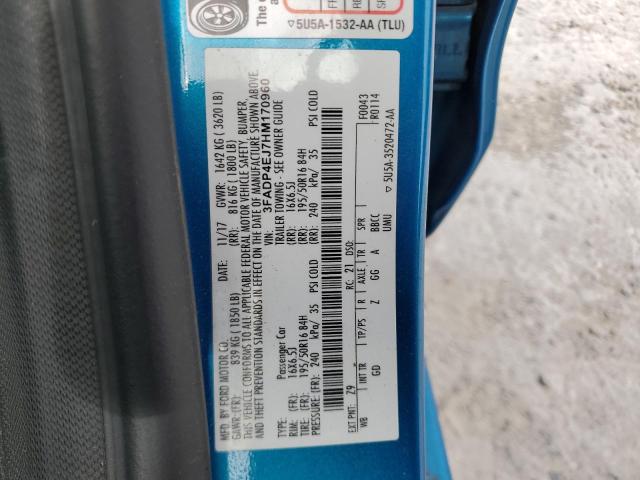 The
5U5A-1532-AA (TLU)
MFD. BY FORD MOTOR CO.
DATE: 11/17 GVWR: 1642 KG ( 3620 LB)
GAWR:(FR): 839 KG ( 1850 LB) (RR): 816 KG ( 1800 LB)
THIS VEHICLE CONFORMS TO ALL APPLICABLE FEDERAL MOTOR VEHICLE SAFETY, BUMPER,
AND THEFT PREVENTION STANDARDS IN EFFECT ON THE DATE OF MANUFACTURE SHOWN ABOVE
VIN: 3FADP4EJ7HM170960
TYPE: Passenger Car TRAILER TOWING - SEE OWNER GUIDE
RIM: (FR): 16X6.5J (RR): 16X6.5J
TIRE: (FR): 195/50R16 84H (RR): 195/50R16 84H
PRESSURE: (FR): 240 kPa/ 35 PSI COLD (RR): 240 kPa/ 35 PSI COLD
EXT PNT: Z9 RC: 21 DSO: F0043
R0114
WB INT TR TP/PS R AXLE TR SPR
GD Z GG A BBCC
UMU
5U5A-3520472-AA